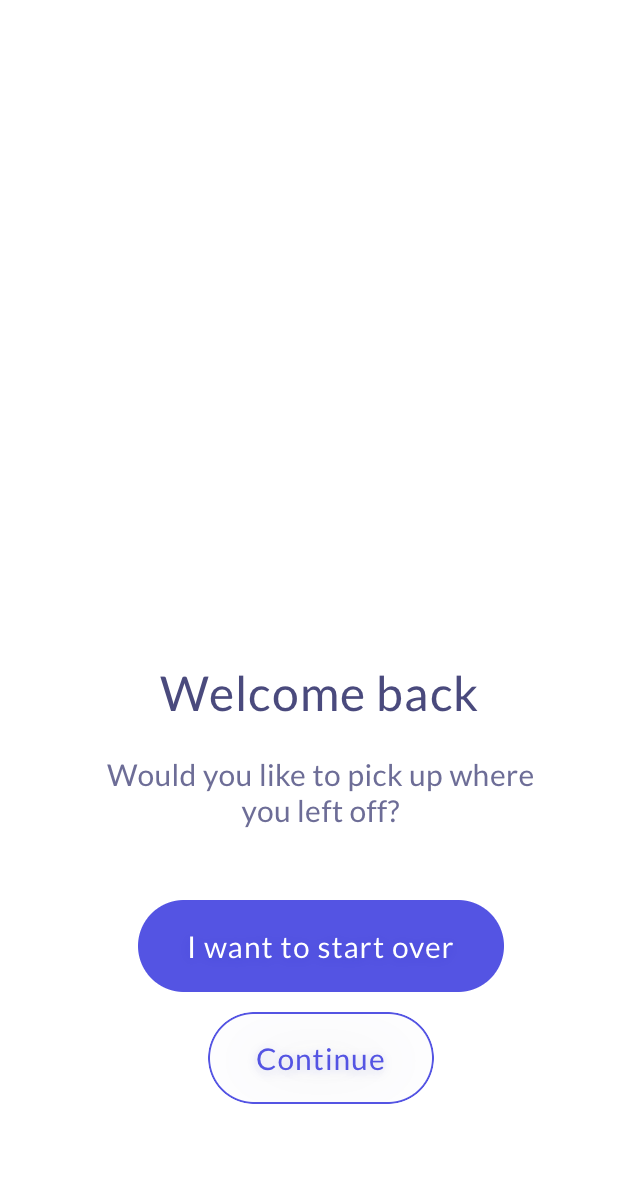 Welcome back
Would you like to pick up where
you left off?
I want to start over
Continue